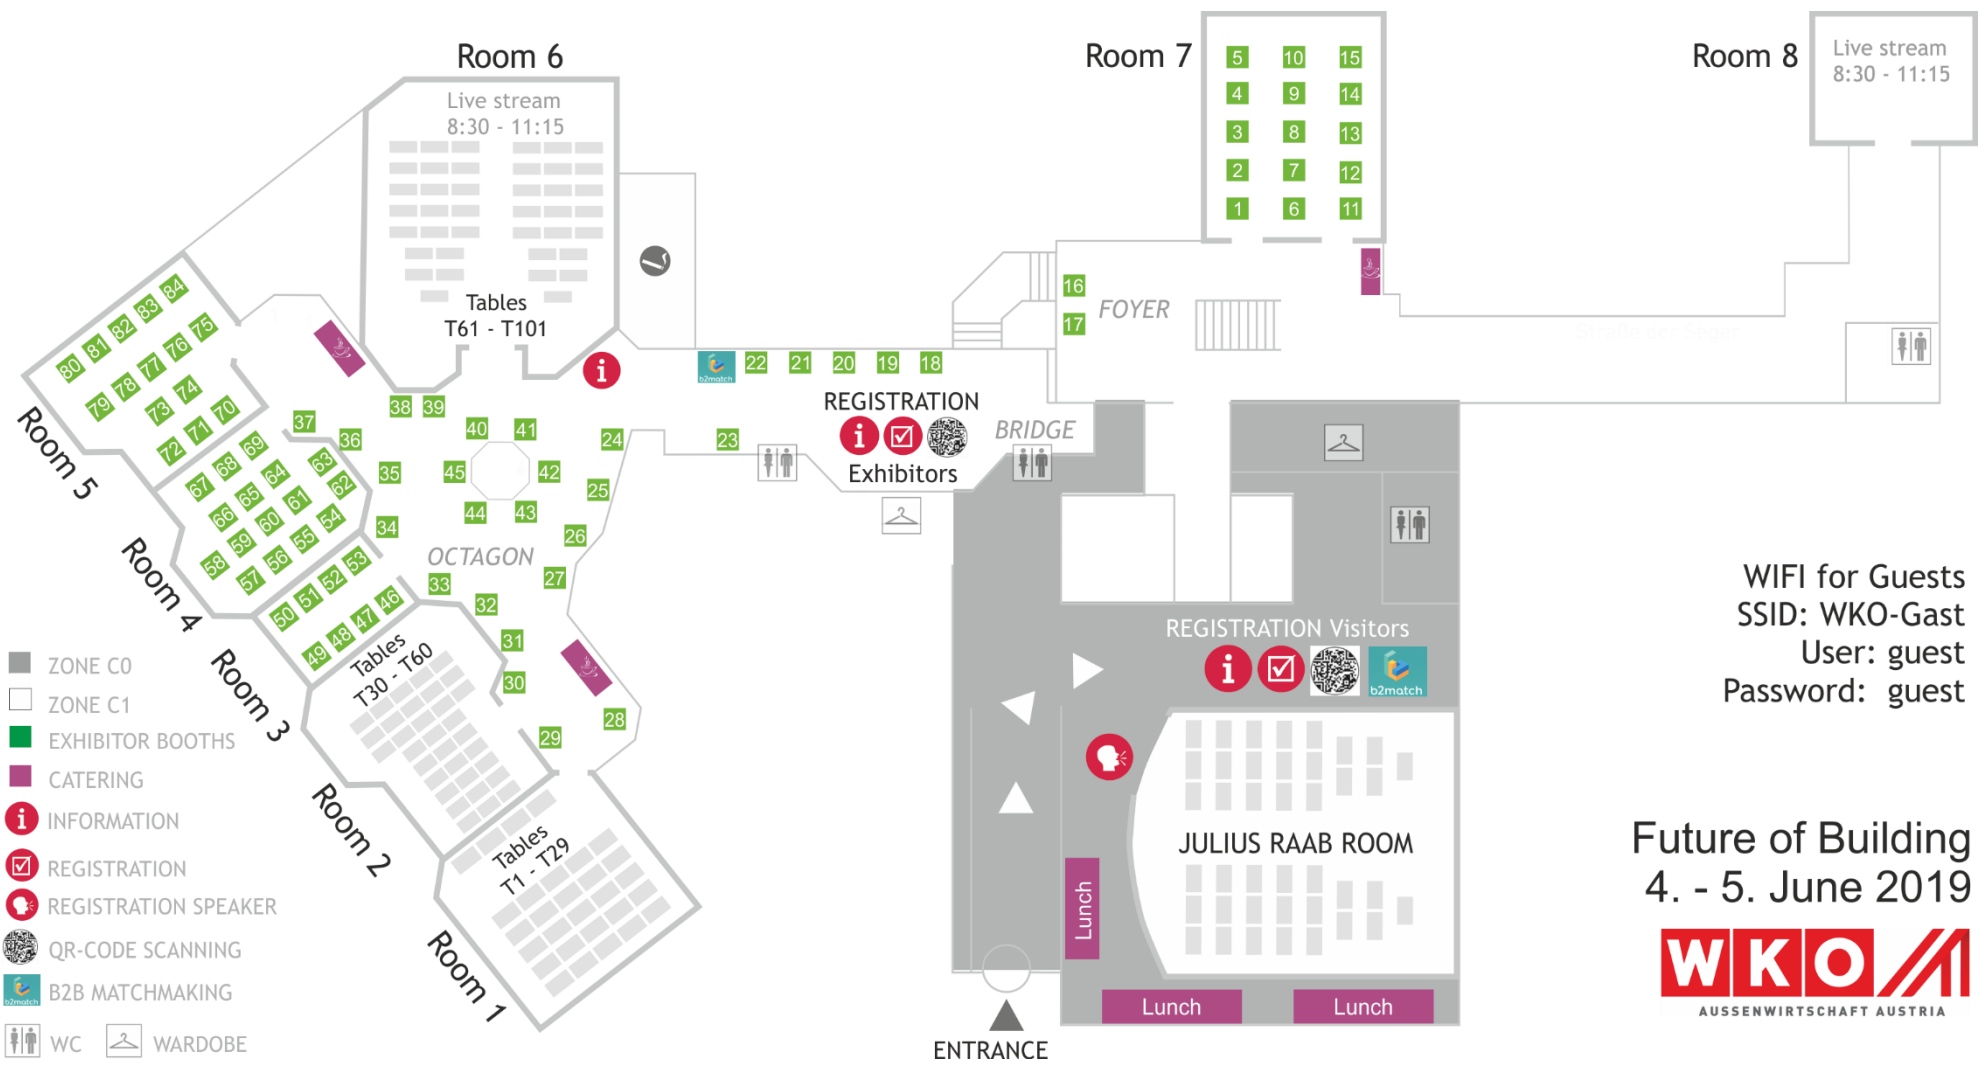 Room 6
Live stream
8:30 - 11:15
Tables
T61 - T101
Room 7
5 10 15
4 9 14
3 8 13
2 7 12
1 6 11
Room 8
Live stream
8:30 - 11:15
16
17
FOYER
b2match
22 21 20 19 18
REGISTRATION
Exhibitors
BRIDGE
23
24
25
26
27
28
29
30
31
32
33
34
35
36
37
38 39
40 41
45 42
44 43
OCTAGON
80 81 82 83 84
79 78 77 76 75
73 74
72 71 70
Room 5
67 68 69
66 65 64 63
59 60 61 62
58
57 56 55 54
Room 4
50 51 52 53
49 48 47 46
Room 3
Tables
T30 - T60
Room 2
Tables
T1 - T29
Room 1
REGISTRATION Visitors
b2match
JULIUS RAAB ROOM
Lunch
Lunch
Lunch
ENTRANCE
ZONE C0
ZONE C1
EXHIBITOR BOOTHS
CATERING
INFORMATION
REGISTRATION
REGISTRATION SPEAKER
QR-CODE SCANNING
b2match
B2B MATCHMAKING
WC
WARDOBE
WIFI for Guests
SSID: WKO-Gast
User: guest
Password: guest
Future of Building
4. - 5. June 2019
WKO
AUSSENWIRTSCHAFT AUSTRIA